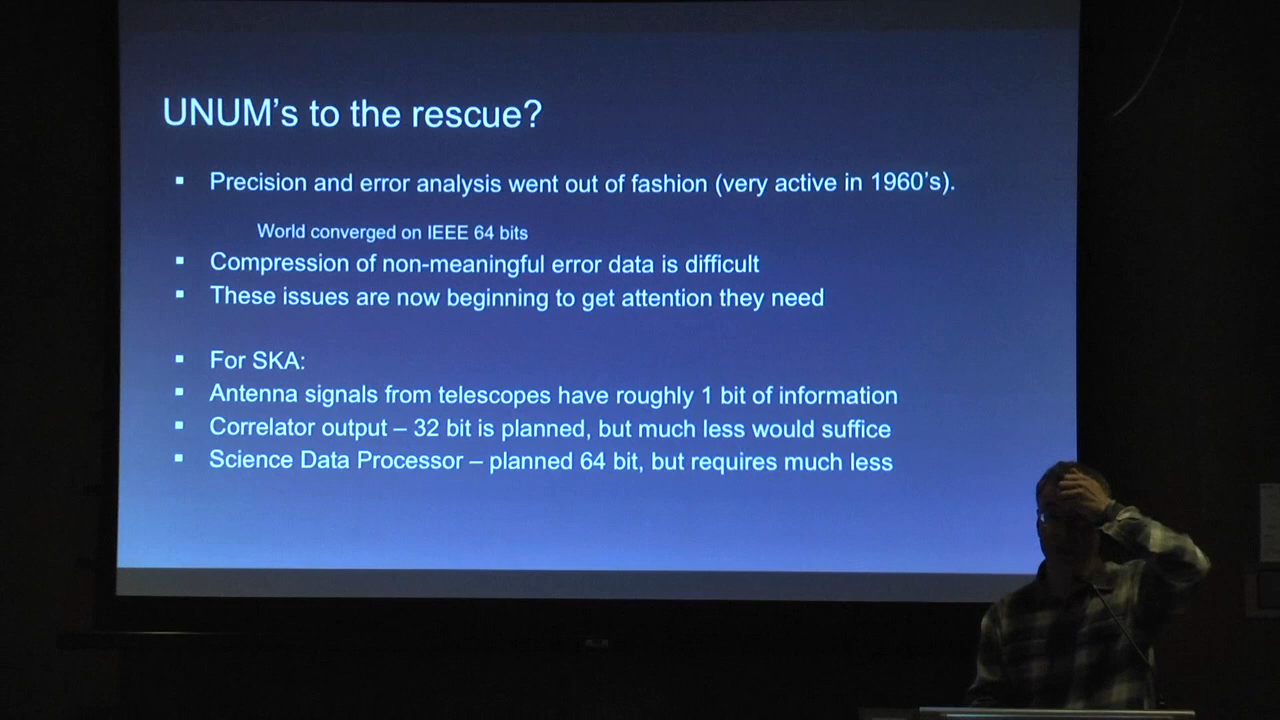 UNUM's to the rescue?
▪ Precision and error analysis went out of fashion (very active in 1960's).
World converged on IEEE 64 bits
▪ Compression of non-meaningful error data is difficult
▪ These issues are now beginning to get attention they need
▪ For SKA:
▪ Antenna signals from telescopes have roughly 1 bit of information
▪ Correlator output – 32 bit is planned, but much less would suffice
▪ Science Data Processor – planned 64 bit, but requires much less